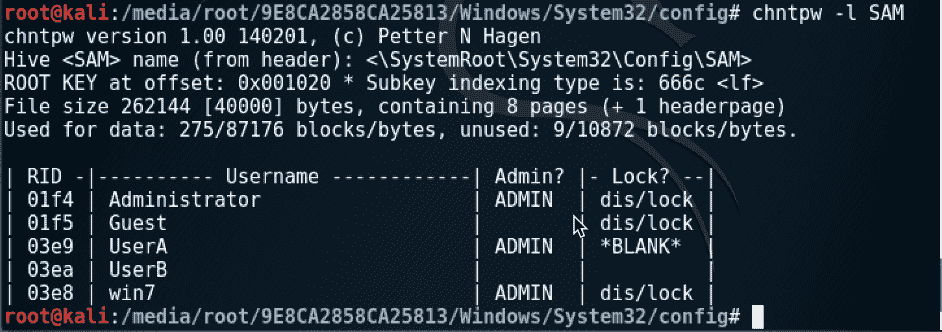 root@kali:/media/root/9E8CA2858CA25813/Windows/System32/config# chntpw -l SAM
chntpw version 1.00 140201, (c) Petter N Hagen
Hive <SAM> name (from header): <\SystemRoot\System32\Config\SAM>
ROOT KEY at offset: 0x001020 * Subkey indexing type is: 666c <lf>
File size 262144 [40000] bytes, containing 8 pages (+ 1 headerpage)
Used for data: 275/87176 blocks/bytes, unused: 9/10872 blocks/bytes.
| RID -|---------- Username ------------| Admin? |- Lock? --|
| 01f4 | Administrator                  | ADMIN  | dis/lock |
| 01f5 | Guest                          |        | dis/lock |
| 03e9 | UserA                          | ADMIN  | *BLANK*  |
| 03ea | UserB                          |        |          |
| 03e8 | win7                           | ADMIN  | dis/lock |
root@kali:/media/root/9E8CA2858CA25813/Windows/System32/config#